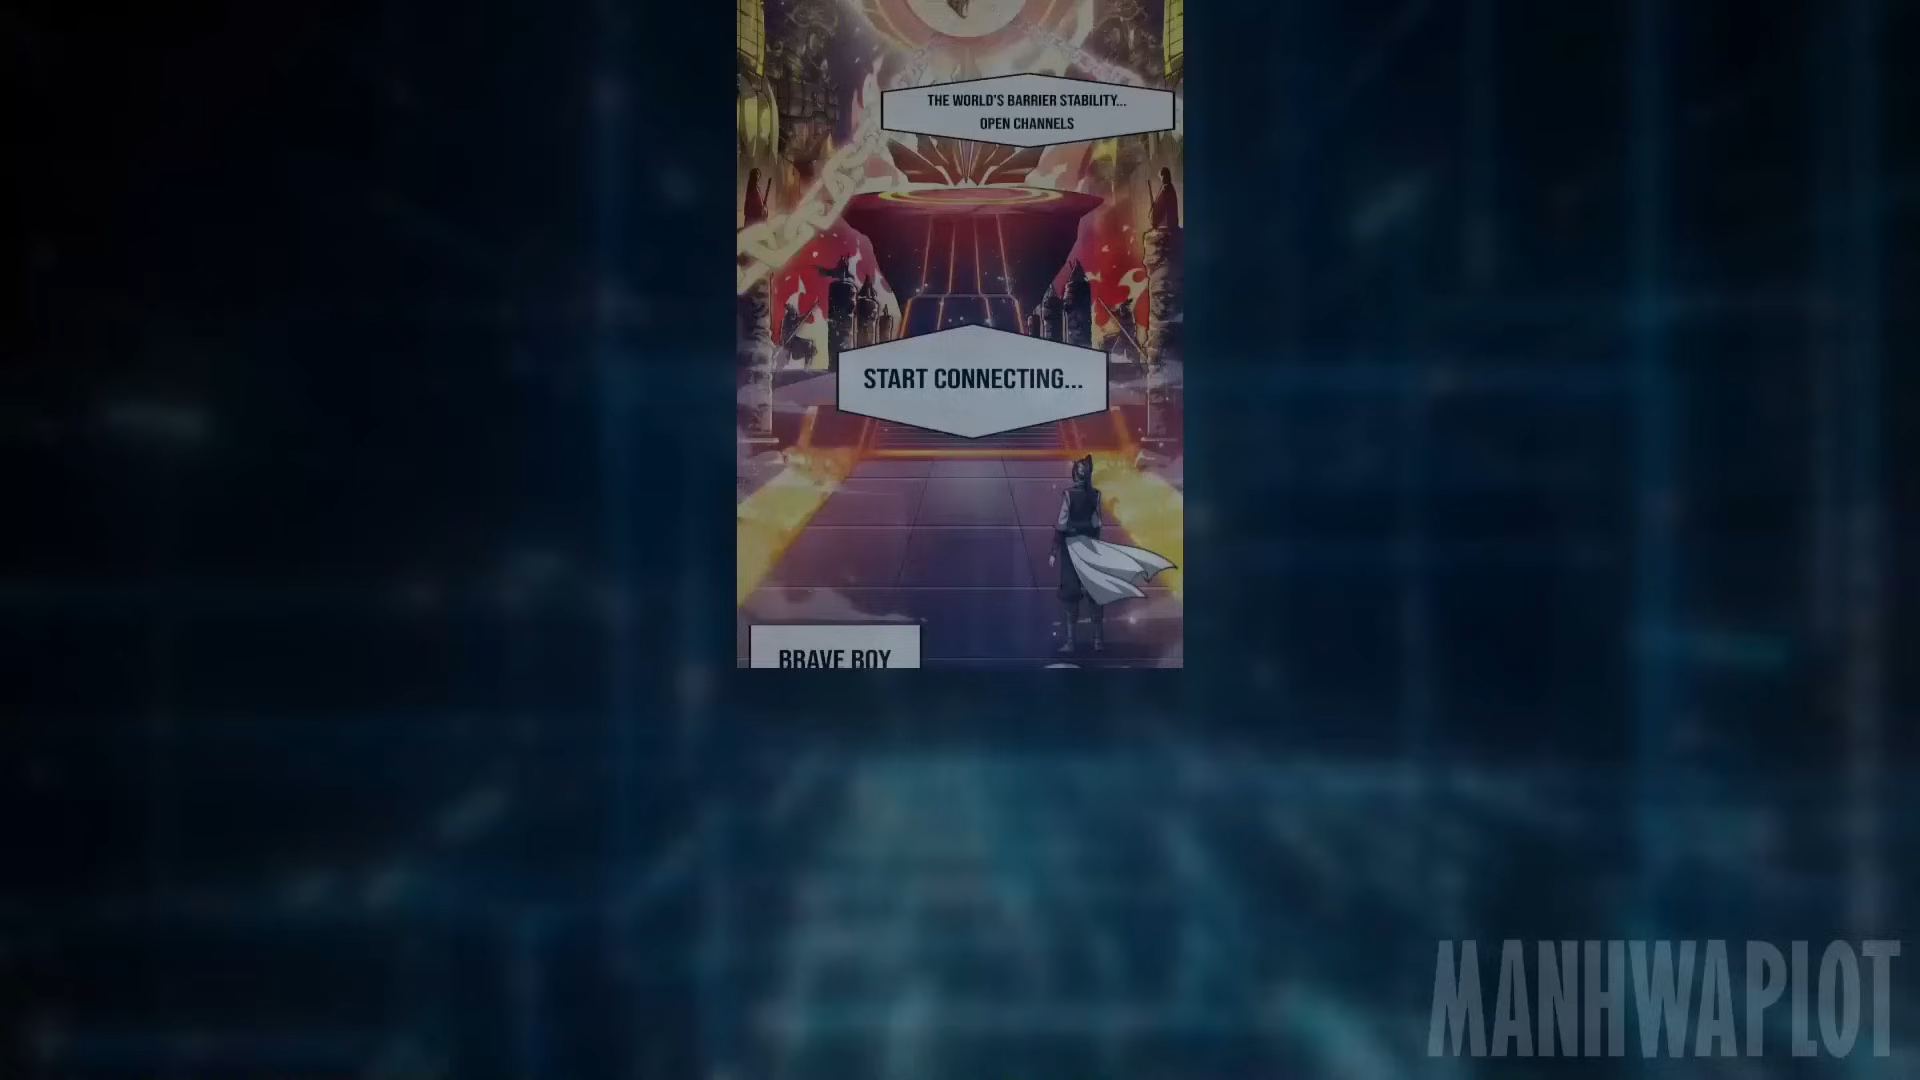 THE WORLD'S BARRIER STABILITY...
OPEN CHANNELS
START CONNECTING...
BRAVE BOY
MANHWAPLOT